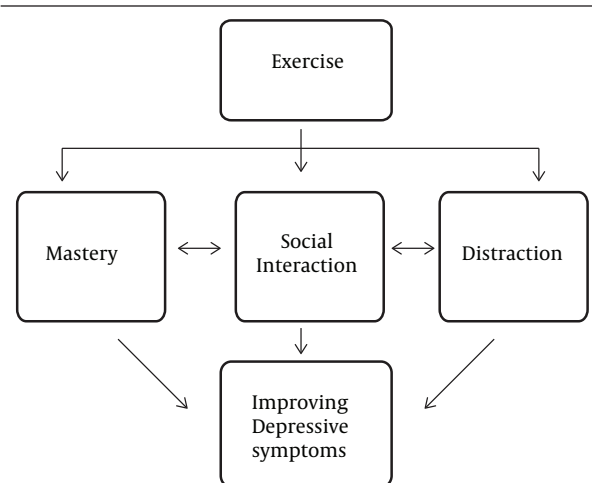 Exercise
Mastery
Social
Interaction
Distraction
Improving
Depressive
symptoms